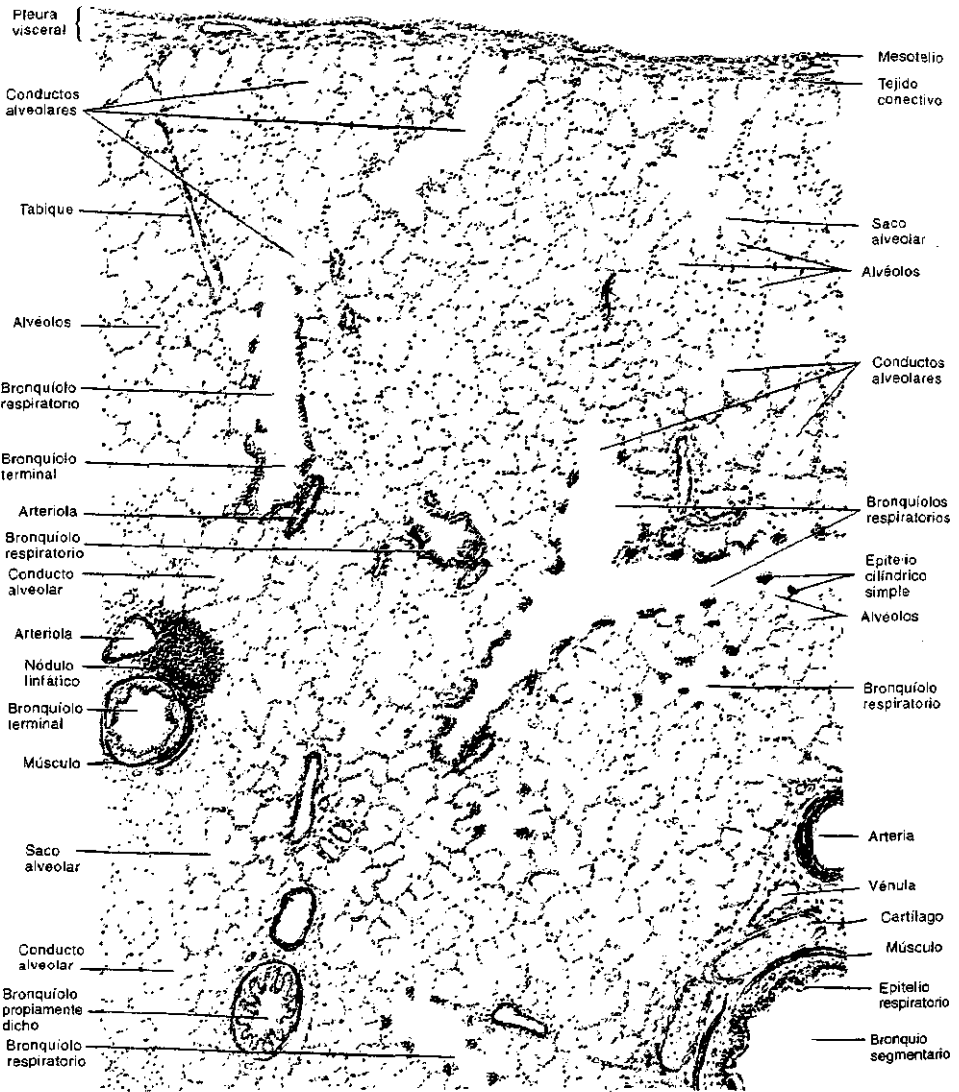 Pleura
visceral
Conductos
alveolares
Tabique
Alvéolos
Bronquíolo
respiratorio
Bronquíolo
terminal
Arteriola
Bronquíolo
respiratorio
Conducto
alveolar
Arteriola
Nódulo
linfático
Bronquíolo
terminal
Músculo
Saco
alveolar
Conducto
alveolar
Bronquíolo
propiamente
dicho
Bronquíolo
respiratorio
Mesotelio
Tejido
conectivo
Saco
alveolar
Alvéolos
Conductos
alveolares
Bronquíolos
respiratorios
Epitelio
cilíndrico
simple
Alvéolos
Bronquíolo
respiratorio
Arteria
Vénula
Cartílago
Músculo
Epitelio
respiratorio
Bronquio
segmentario